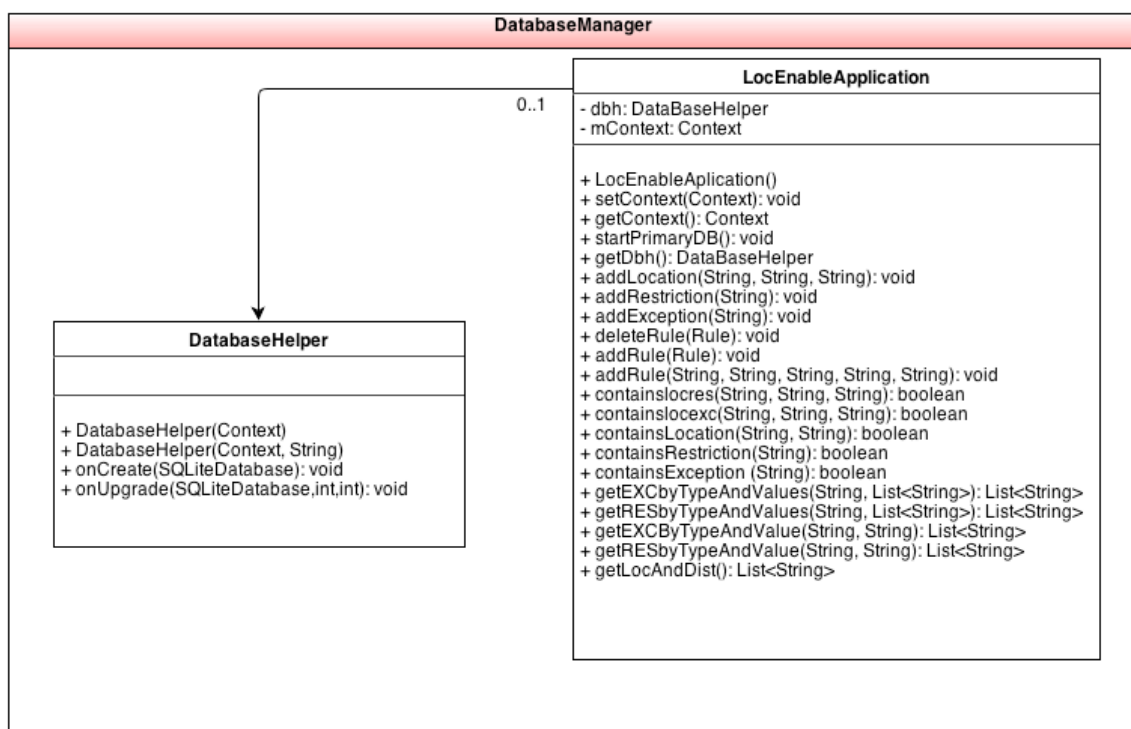 DatabaseManager
LocEnableApplication
0..1
- dbh: DataBaseHelper
- mContext: Context
+ LocEnableAplication()
+ setContext(Context): void
+ getContext(): Context
+ startPrimaryDB(): void
+ getDbh(): DataBaseHelper
+ addLocation(String, String, String): void
+ addRestriction(String): void
+ addException(String): void
+ deleteRule(Rule): void
+ addRule(Rule): void
+ addRule(String, String, String, String, String): void
+ containslocres(String, String, String): boolean
+ containslocexc(String, String, String): boolean
+ containsLocation(String, String): boolean
+ containsRestriction(String): boolean
+ containsException (String): boolean
+ getEXCbyTypeAndValues(String, List<String>): List<String>
+ getRESbyTypeAndValues(String, List<String>): List<String>
+ getEXCByTypeAndValue(String, String): List<String>
+ getRESbyTypeAndValue(String, String): List<String>
+ getLocAndDist(): List<String>
DatabaseHelper
+ DatabaseHelper(Context)
+ DatabaseHelper(Context, String)
+ onCreate(SQLiteDatabase): void
+ onUpgrade(SQLiteDatabase,int,int): void